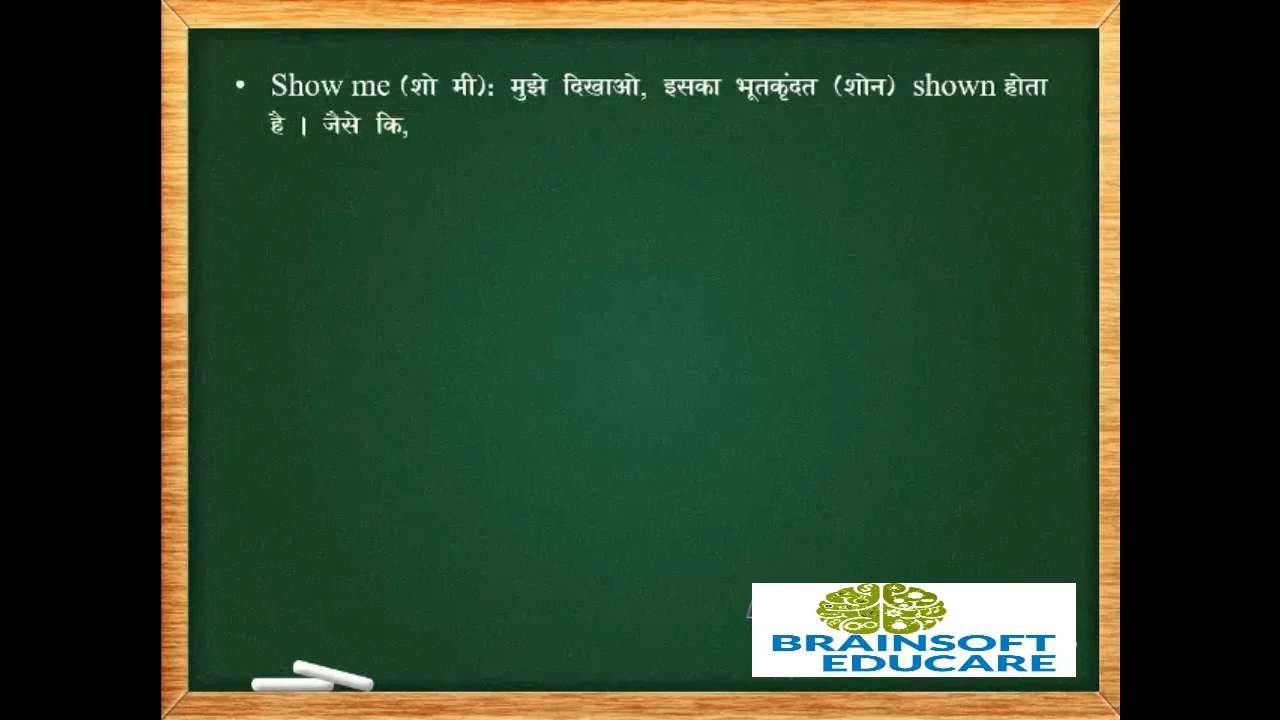 • Show me (शो मी): मुझे दिखाओ, इसका भूतकृंदत (शोन) shown होता
है । जैसे कि,
BRAINSOFT
EDUCARE